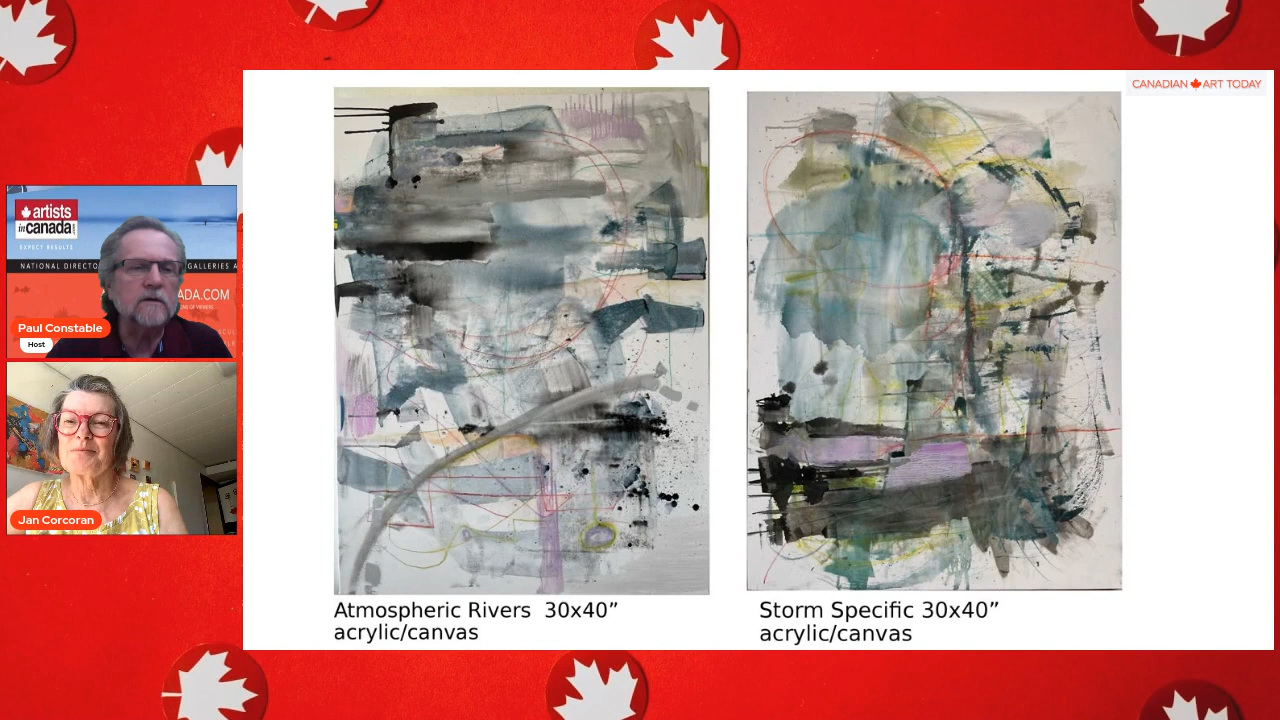 CANADIAN ART TODAY
artists
in canada
EXPECT RESULTS
NATIONAL DIRECTO
GALLERIES A
ADA.COM
Paul Constable
Host
Jan Corcoran
Atmospheric Rivers 30x40”
acrylic/canvas
Storm Specific 30x40”
acrylic/canvas